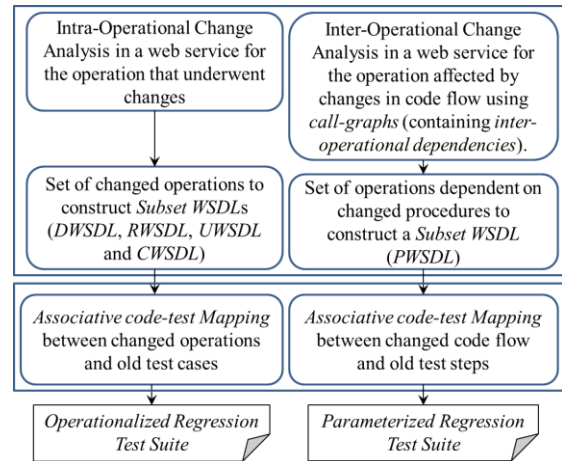 Intra-Operational Change
Analysis in a web service for
the operation that underwent
changes
Inter-Operational Change
Analysis in a web service for
the operation affected by
changes in code flow using
call-graphs (containing inter-
operational dependencies).
Set of changed operations to
construct Subset WSDLs
(DWSDL, RWSDL, UWSDL
and CWSDL)
Set of operations dependent on
changed procedures to
construct a Subset WSDL
(PWSDL)
Associative code-test Mapping
between changed operations
and old test cases
Associative code-test Mapping
between changed code flow
and old test steps
Operationalized Regression
Test Suite
Parameterized Regression
Test Suite